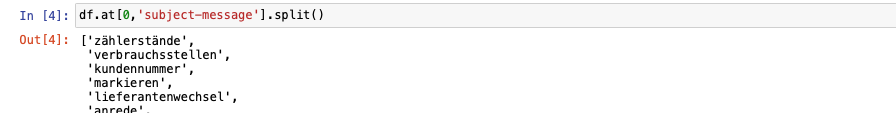 In [4]: df.at[0,'subject-message'].split()
Out[4]: ['zählerstände',
'verbrauchsstellen',
'kundennummer',
'markieren',
'lieferantenwechsel',
'anrede',